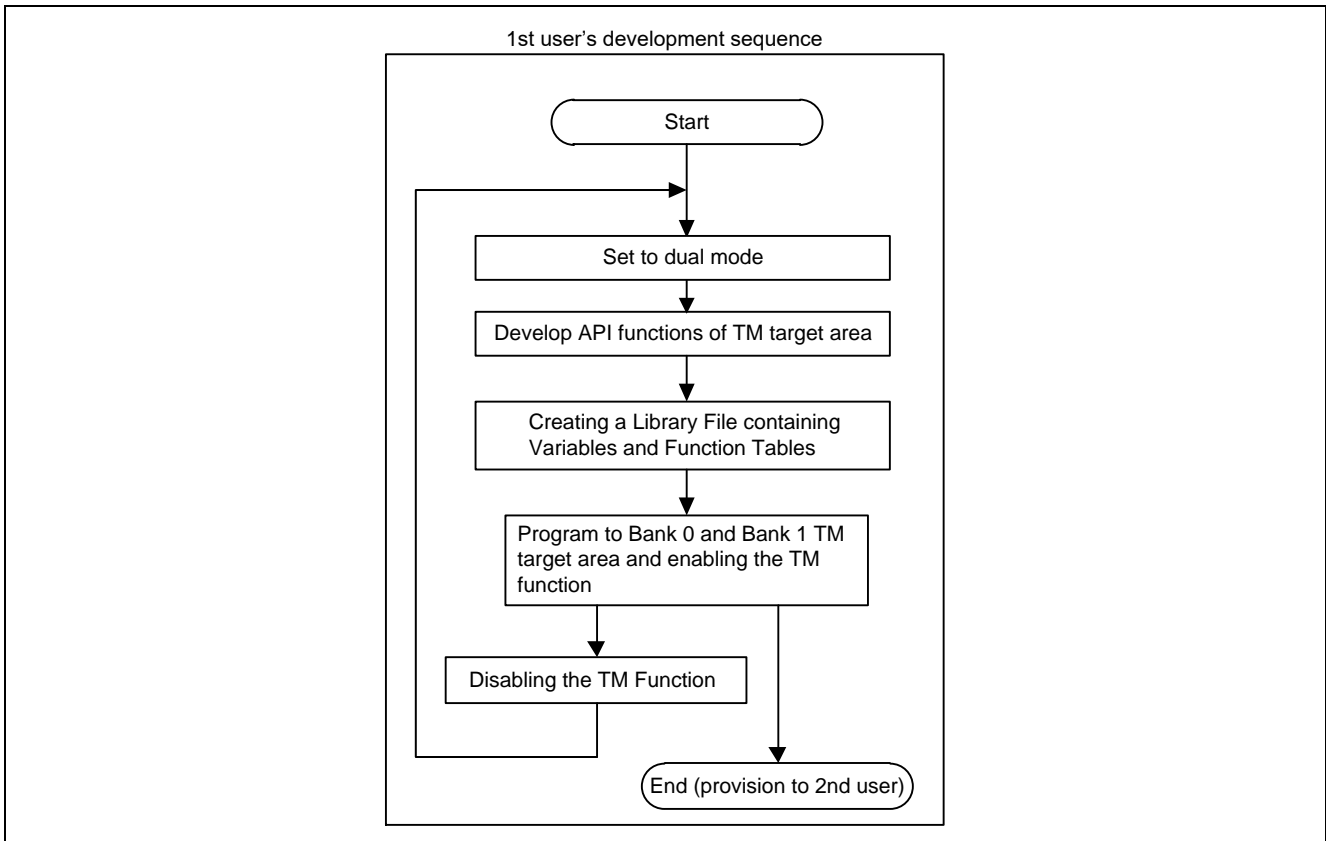 1st user's development sequence
Start
Set to dual mode
Develop API functions of TM target area
Creating a Library File containing
Variables and Function Tables
Program to Bank 0 and Bank 1 TM
target area and enabling the TM
function
Disabling the TM Function
End (provision to 2nd user)